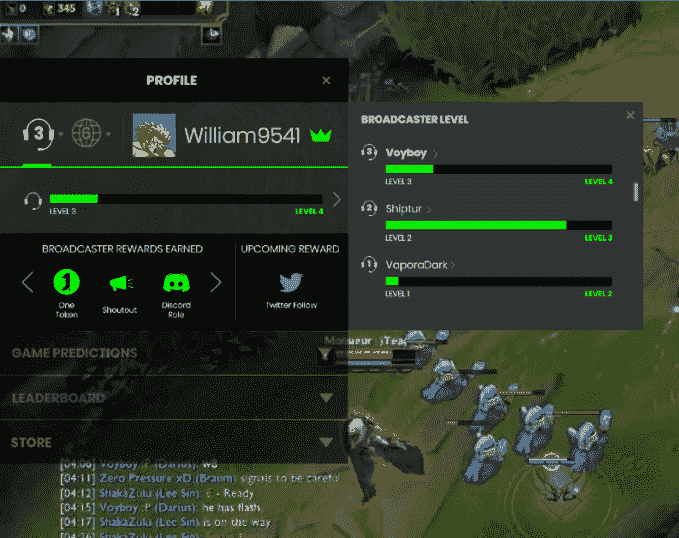 0 345 1 2
PROFILE ×
3 6 William9541
LEVEL 3 LEVEL 4
BROADCASTER REWARDS EARNED UPCOMING REWARD
One Token
Shoutout
Discord Role
Twitter Follow
GAME PREDICTIONS
LEADERBOARD
STORE
BROADCASTER LEVEL ×
3 Voyboy >
LEVEL 3 LEVEL 4
2 Shiptur >
LEVEL 2 LEVEL 3
1 VaporaDark >
LEVEL 1 LEVEL 2
[04:06] Voyboy :P (Darius): wB
[04:11] Zero Pressure xD (Braum) signals to be careful
[04:12] ShakaZulu (Lee Sin): E - Ready
[04:15] Voyboy :P (Darius): he has flash
[04:17] ShakaZulu (Lee Sin) is on the way